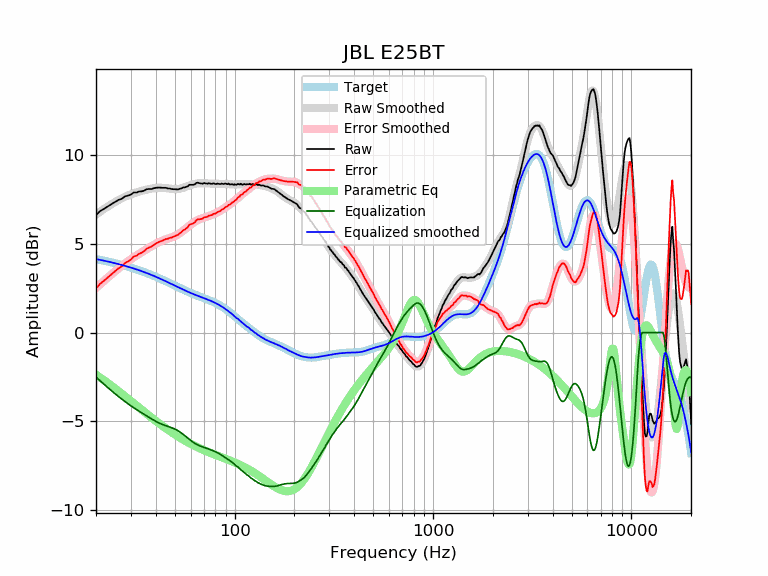 JBL E25BT
Target
Raw Smoothed
Error Smoothed
Raw
Error
Parametric Eq
Equalization
Equalized smoothed
Amplitude (dBr)
10
5
0
−5
−10
100
1000
10000
Frequency (Hz)